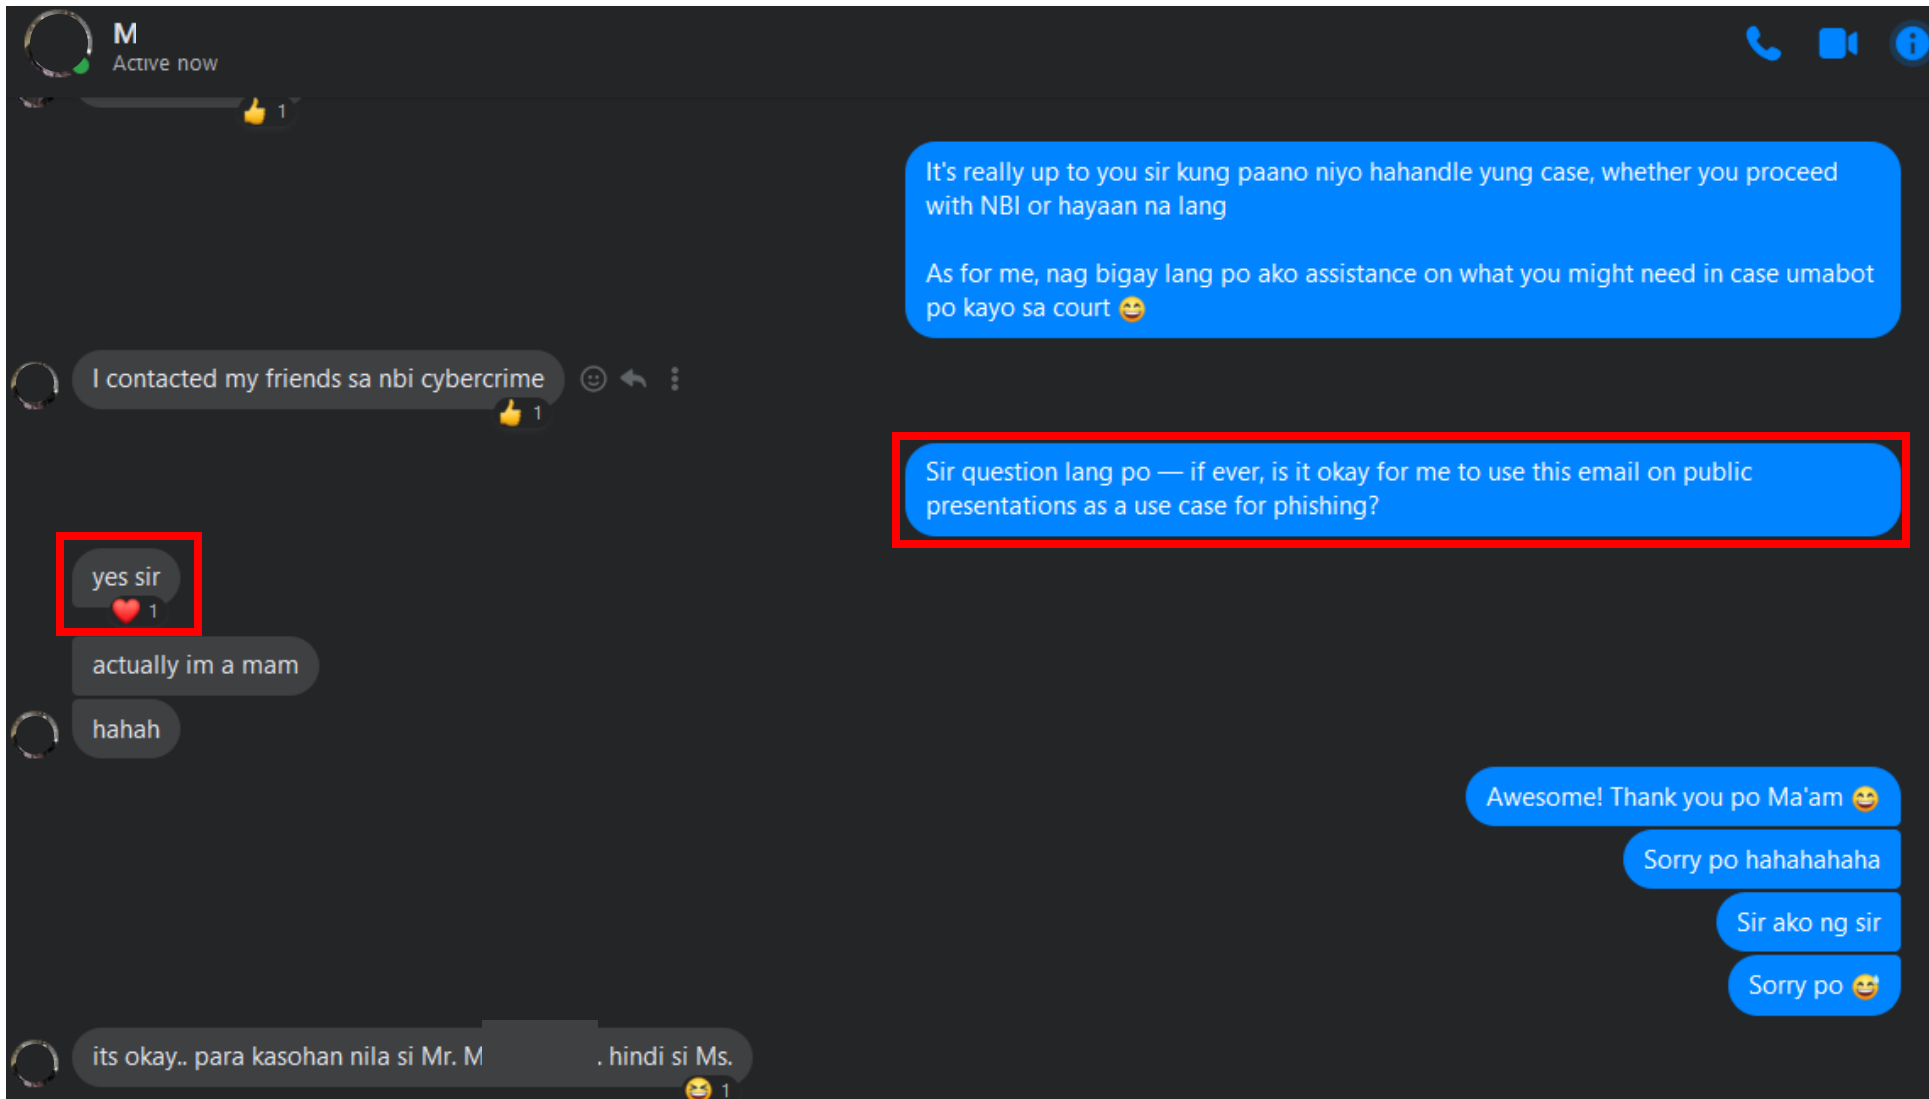 M
Active now
1
It's really up to you sir kung paano niyo hahandle yung case, whether you proceed
with NBI or hayaan na lang
As for me, nag bigay lang po ako assistance on what you might need in case umabot
po kayo sa court 😄
I contacted my friends sa nbi cybercrime
1
Sir question lang po — if ever, is it okay for me to use this email on public
presentations as a use case for phishing?
yes sir
1
actually im a mam
hahah
Awesome! Thank you po Ma'am 😄
Sorry po hahahahaha
Sir ako ng sir
Sorry po 😅
its okay.. para kasohan nila si Mr. M . hindi si Ms.
1